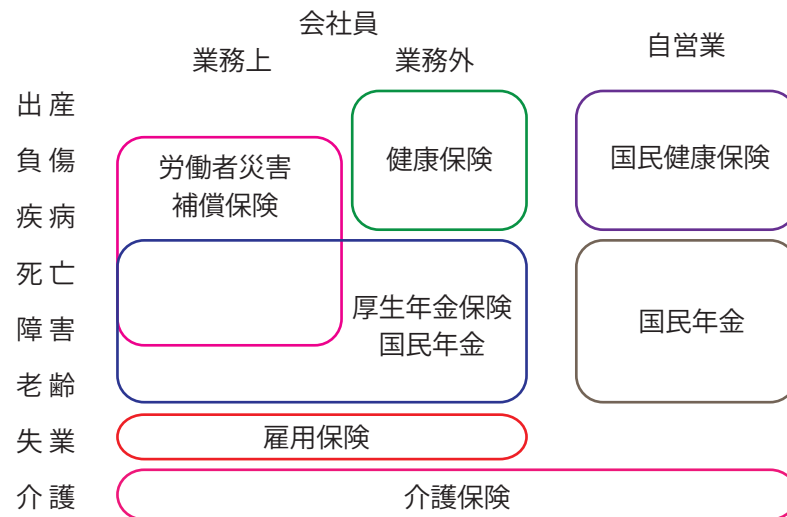 会社員
業務上
業務外
自営業
出産
負傷
疾病
死亡
障害
老齢
失業
介護
労働者災害
補償保険
健康保険
国民健康保険
厚生年金保険
国民年金
国民年金
雇用保険
介護保険